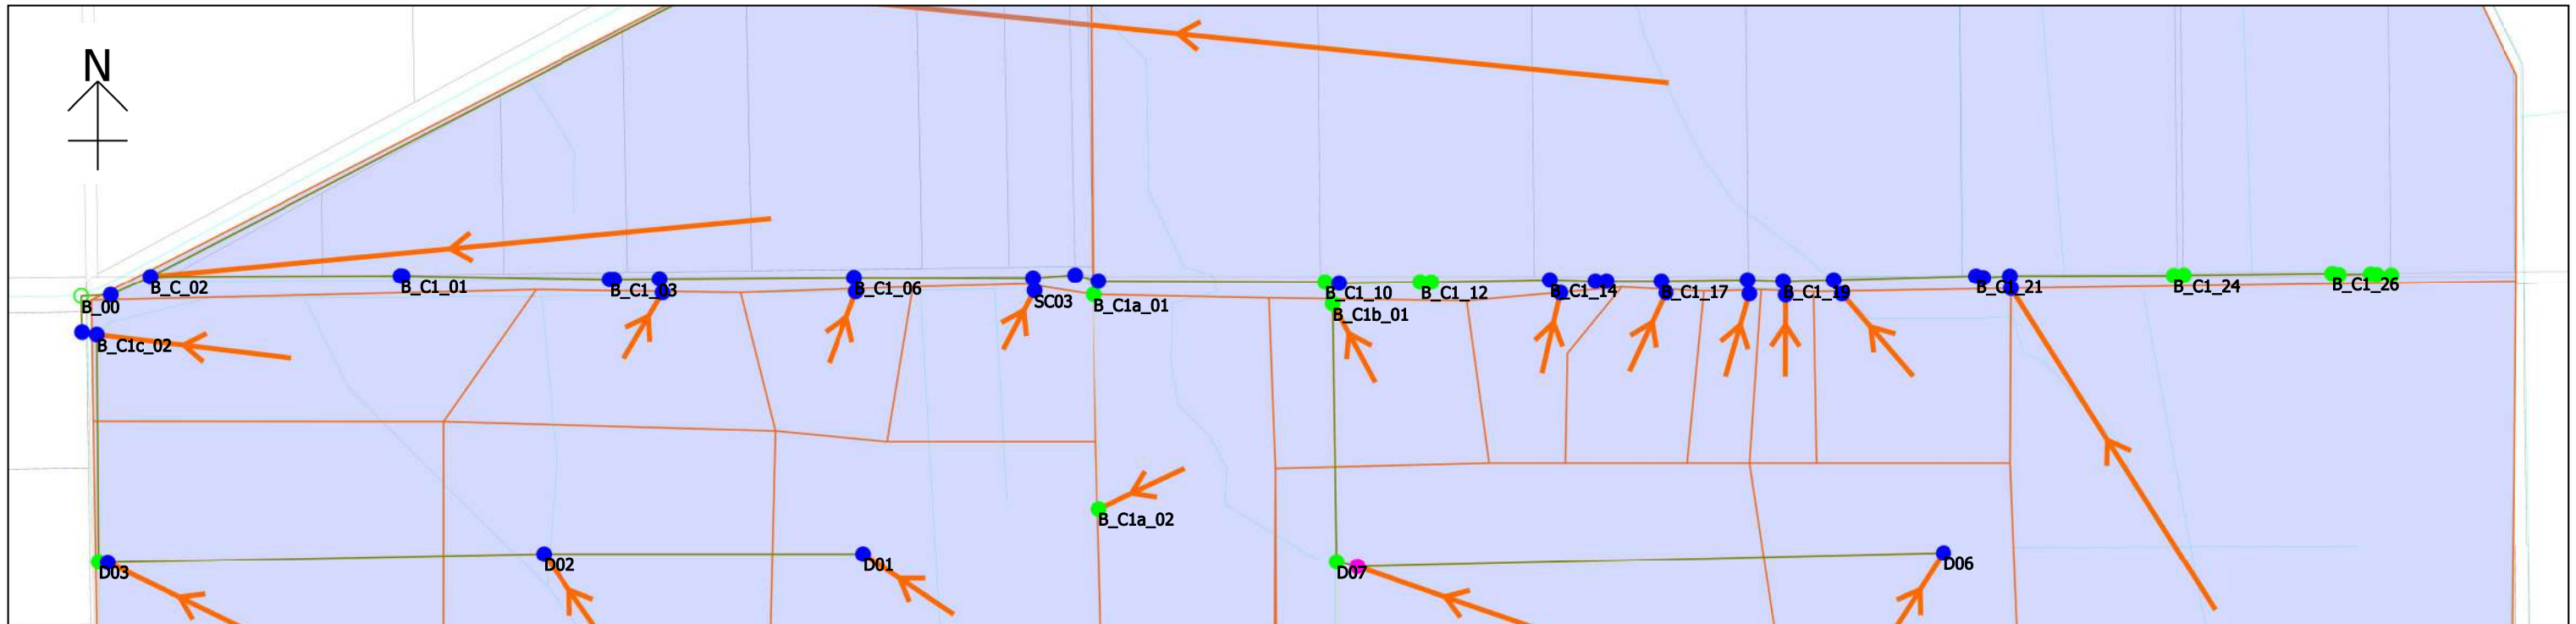 N
B_C_02
B_C1_01
B_C1_03
B_C1_06
SC03
B_C1a_01
B_C1_10
B_C1_12
B_C1_14
B_C1_17
B_C1_19
B_C1_21
B_C1_24
B_C1_26
B_00
B_C1b_01
B_C1c_02
B_C1a_02
D03
D02
D01
D07
D06